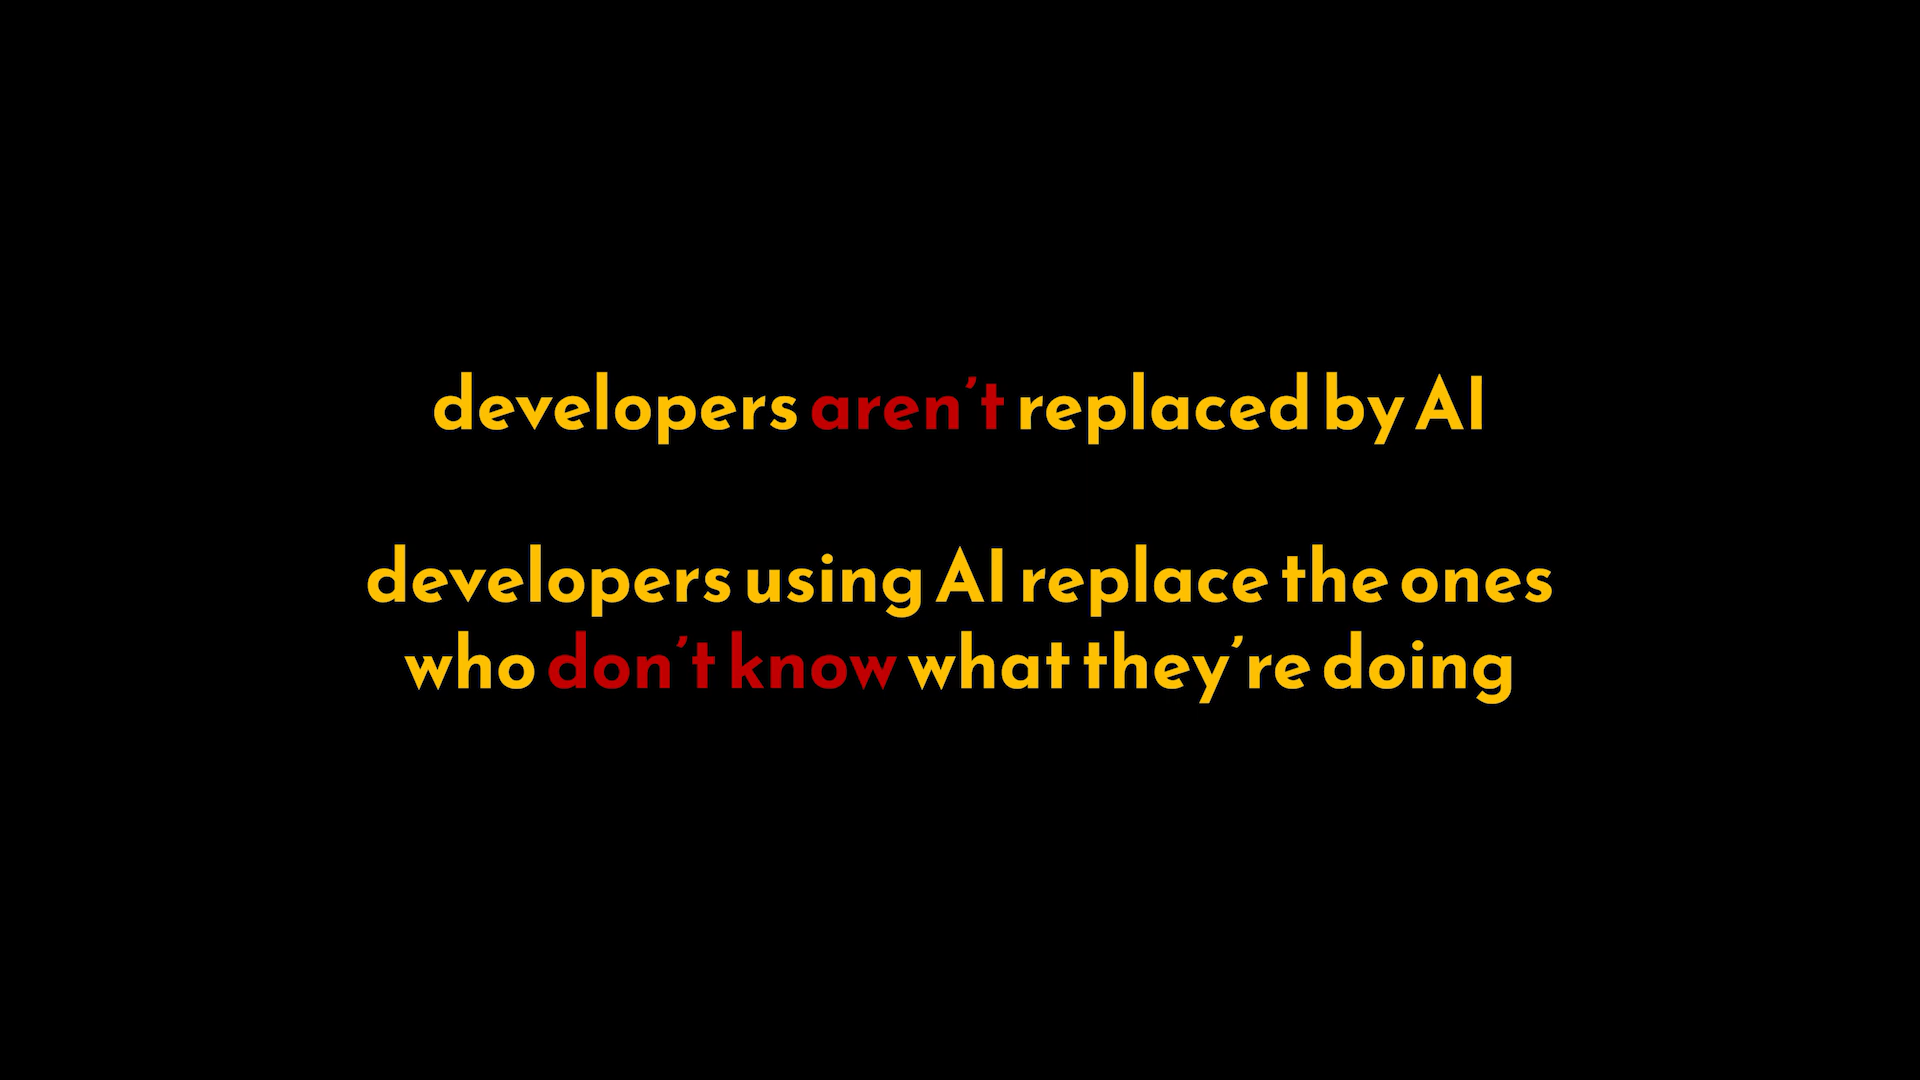 developers aren’t replaced by AI
developers using AI replace the ones
who don’t know what they’re doing